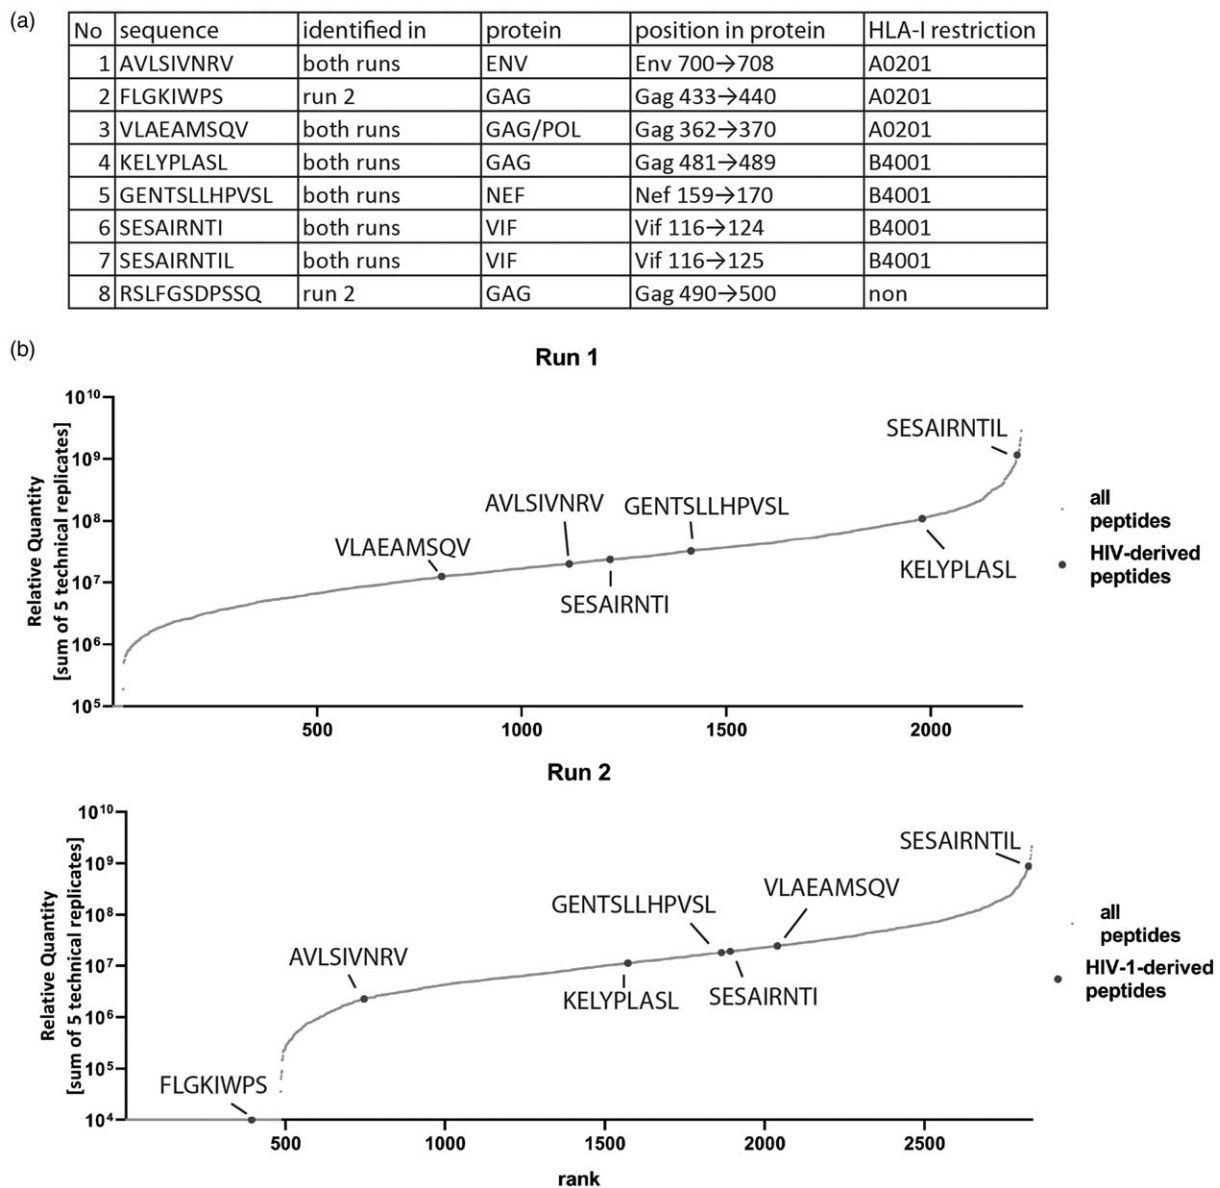 (a)
No sequence identified in protein position in protein HLA-I restriction
1 AVLSIVNRV both runs ENV Env 700→708 A0201
2 FLGKIWPS run 2 GAG Gag 433→440 A0201
3 VLAEAMSQV both runs GAG/POL Gag 362→370 A0201
4 KELYPLASL both runs GAG Gag 481→489 B4001
5 GENTSLLHPVSL both runs NEF Nef 159→170 B4001
6 SESAIRNTI both runs VIF Vif 116→124 B4001
7 SESAIRNTIL both runs VIF Vif 116→125 B4001
8 RSLFGSDPSSQ run 2 GAG Gag 490→500 non
(b)
Run 1
Relative Quantity
[sum of 5 technical replicates]
10¹⁰
10⁹
10⁸
10⁷
10⁶
10⁵
SESAIRNTIL
AVLSIVNRV
GENTSLLHPVSL
VLAEAMSQV
KELYPLASL
SESAIRNTI
all
peptides
HIV-derived
peptides
500 1000 1500 2000
Run 2
Relative Quantity
[sum of 5 technical replicates]
10¹⁰
10⁹
10⁸
10⁷
10⁶
10⁵
10⁴
SESAIRNTIL
VLAEAMSQV
GENTSLLHPVSL
AVLSIVNRV
KELYPLASL
SESAIRNTI
FLGKIWPS
all
peptides
HIV-1-derived
peptides
500 1000 1500 2000 2500
rank